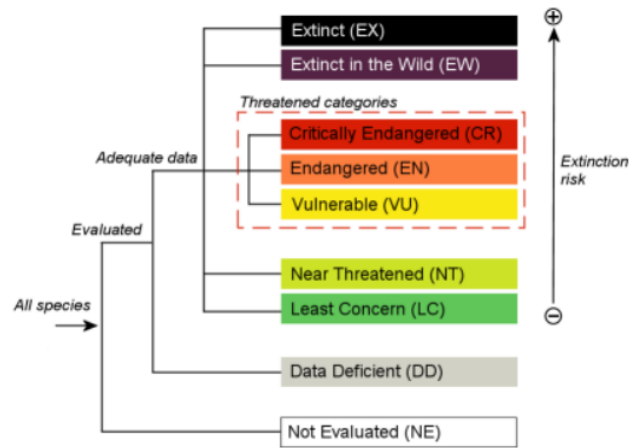 Extinct (EX)
Extinct in the Wild (EW)
Threatened categories
Critically Endangered (CR)
Adequate data
Endangered (EN)
Extinction
risk
Vulnerable (VU)
Evaluated
Near Threatened (NT)
All species
Least Concern (LC)
Data Deficient (DD)
Not Evaluated (NE)